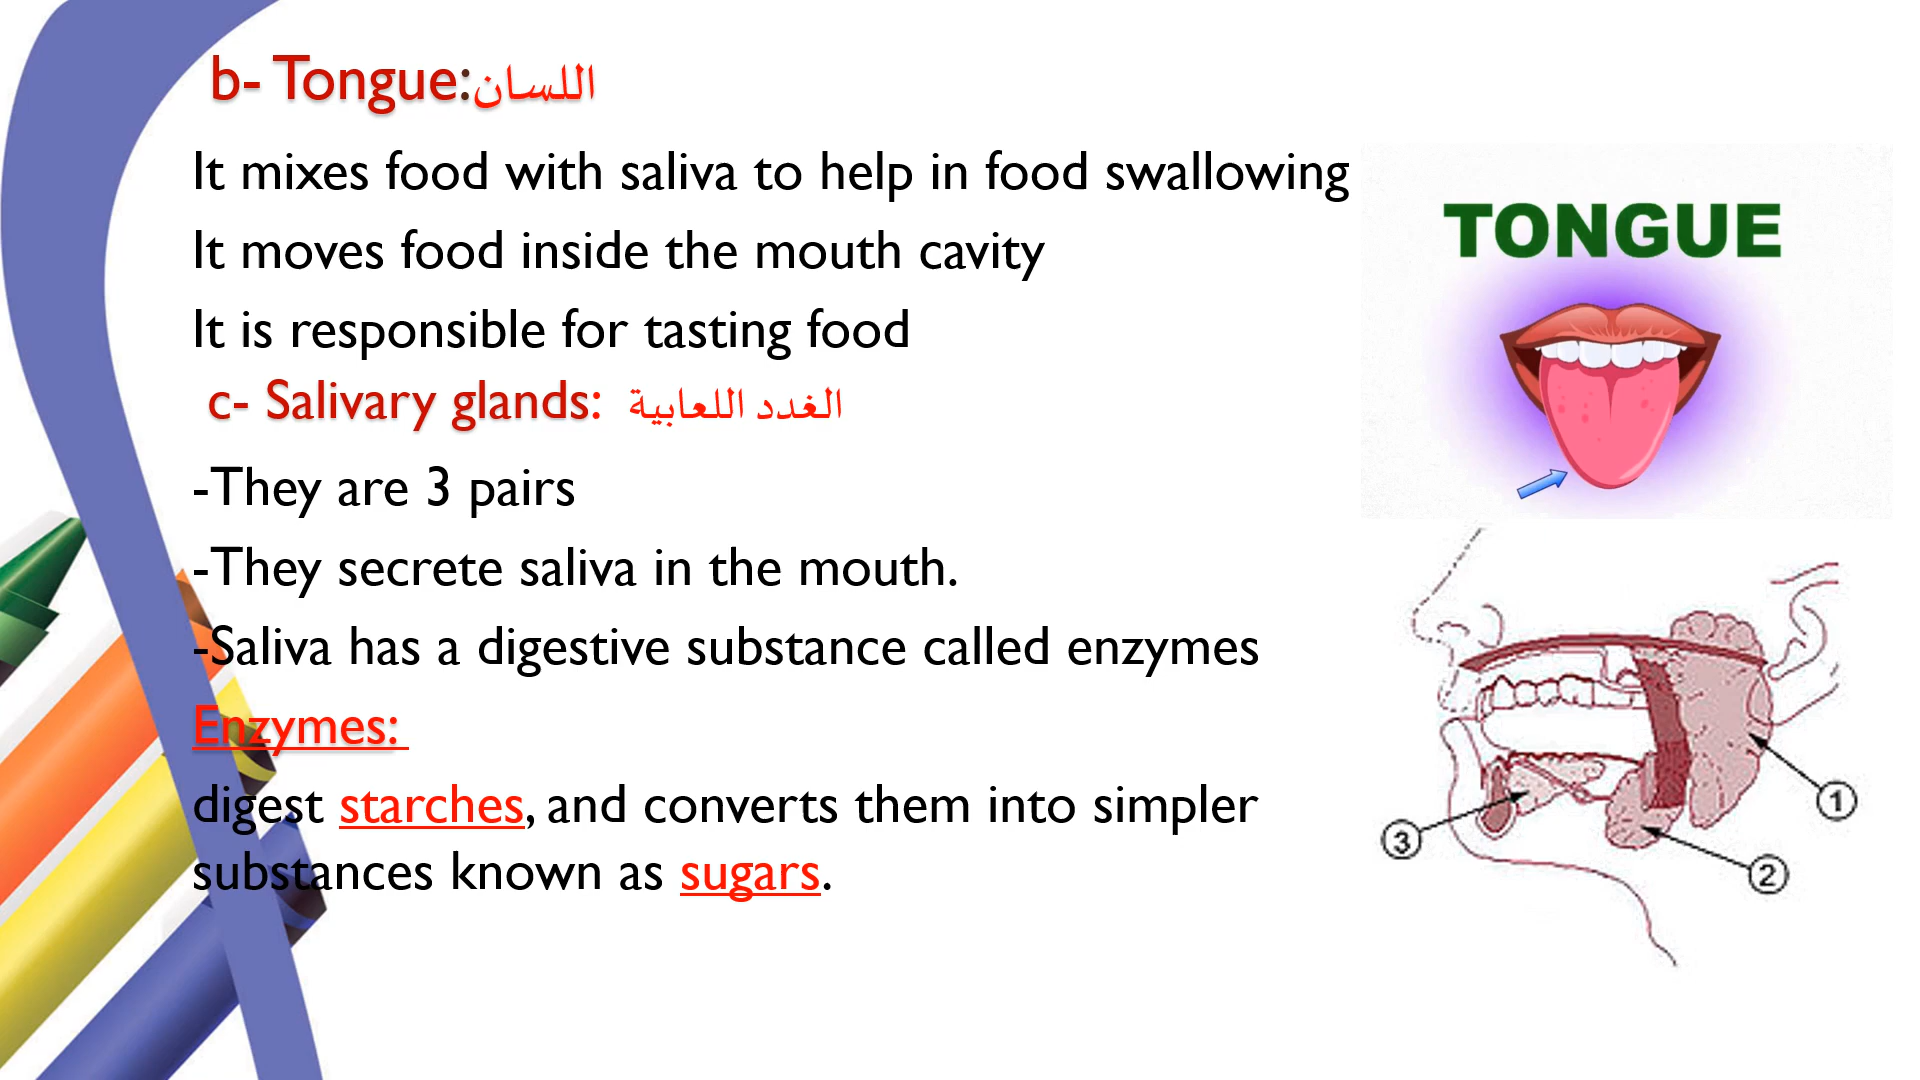 b- Tongue:اللسان
It mixes food with saliva to help in food swallowing
It moves food inside the mouth cavity
It is responsible for tasting food
c- Salivary glands: الغدد اللعابية
-They are 3 pairs
-They secrete saliva in the mouth.
-Saliva has a digestive substance called enzymes
Enzymes:
digest starches, and converts them into simpler
substances known as sugars.
TONGUE
1
2
3